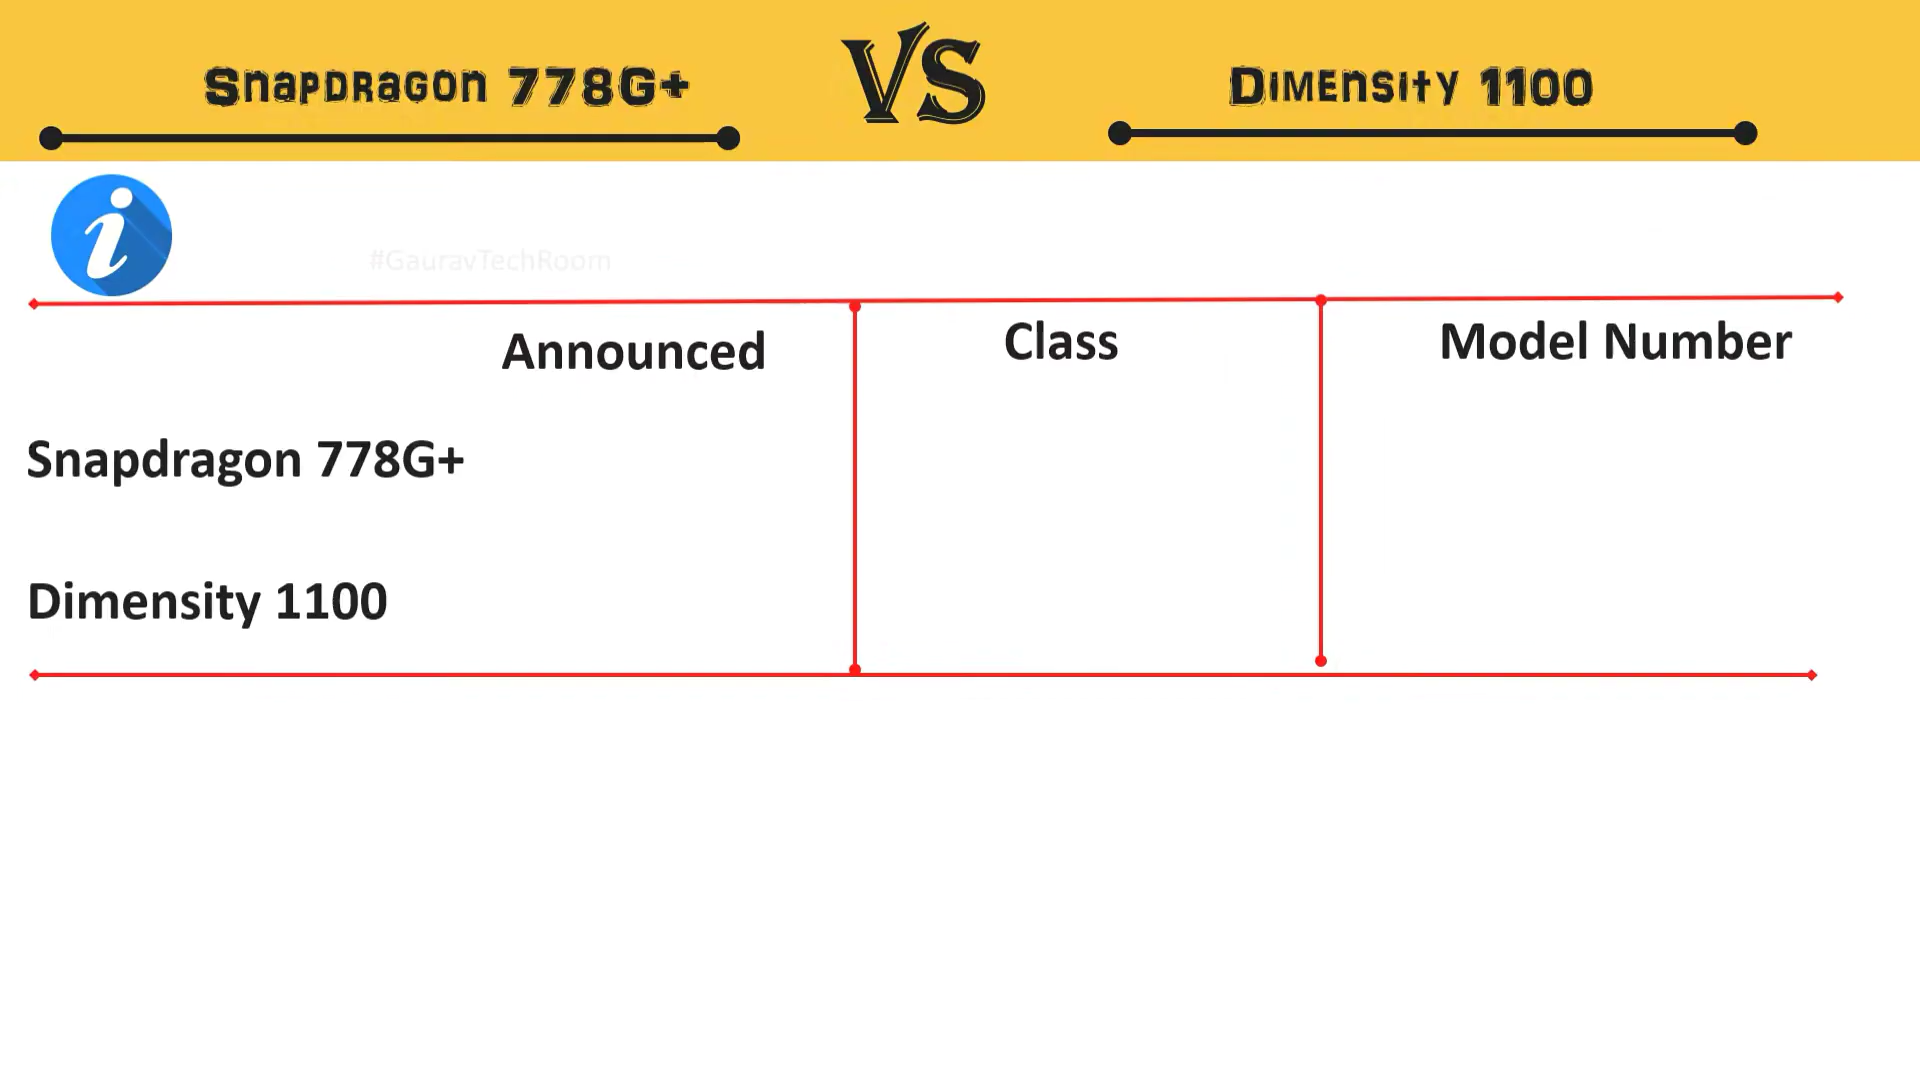 Snapdragon 778G+ VS Dimensity 1100
i
#GauravTechRoom
Announced Class Model Number
Snapdragon 778G+
Dimensity 1100